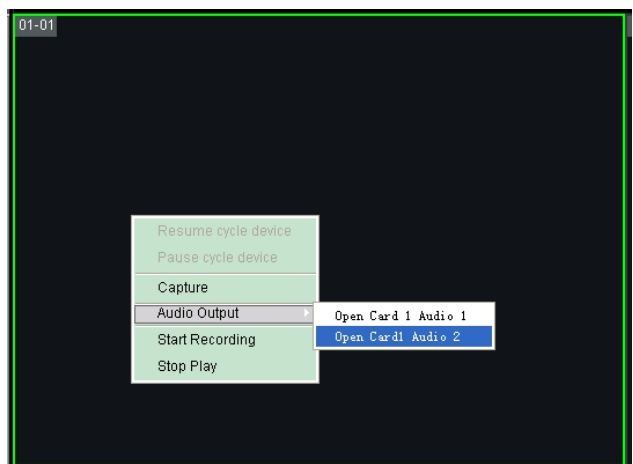 01-01
Resume cycle device
Pause cycle device
Capture
Audio Output
Open Card 1 Audio 1
Start Recording
Open Card1 Audio 2
Stop Play